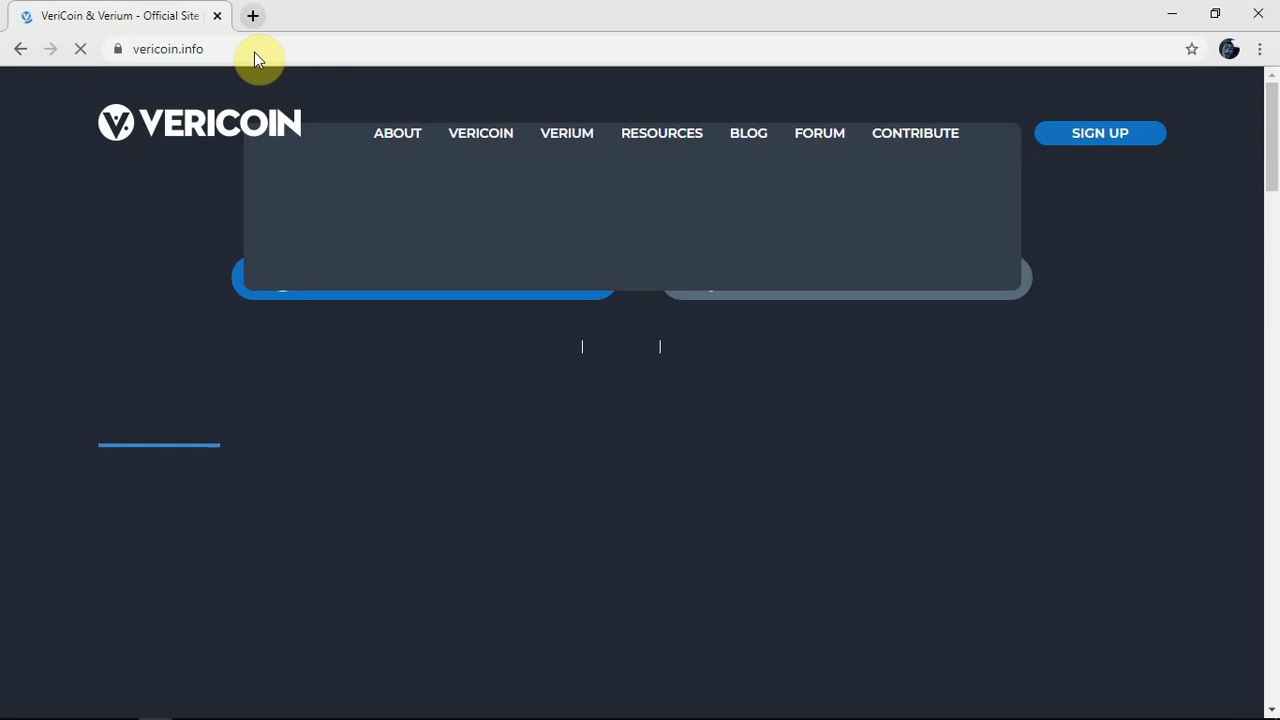 VeriCoin & Verium - Official Site
vericoin.info
VERICOIN
ABOUT
VERICOIN
VERIUM
RESOURCES
BLOG
FORUM
CONTRIBUTE
SIGN UP